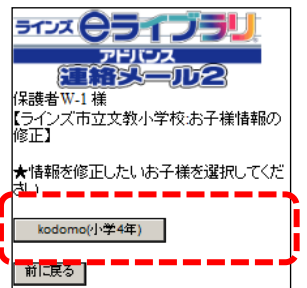 ラインズeライブラリ
アドバンス
連絡メール2
保護者W-1 様
【ラインズ市立文教小学校:お子様情報の
修正】
★情報を修正したいお子様を選択してくだ
さい
kodomo(小学4年)
前に戻る